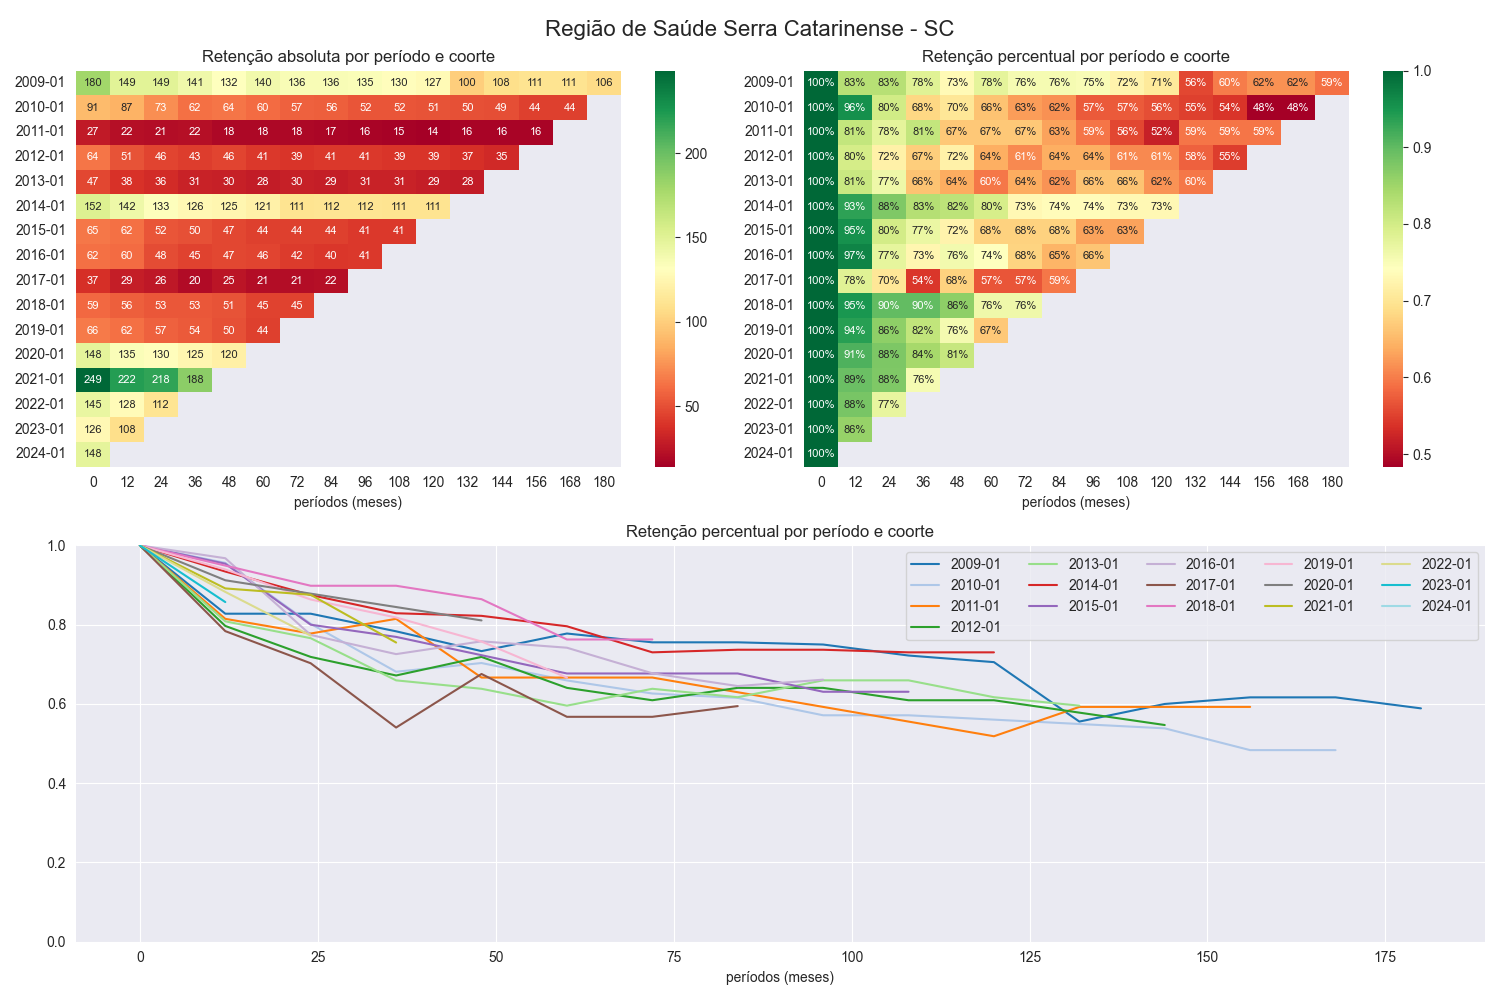 Região de Saúde Serra Catarinense - SC
Retenção absoluta por período e coorte
2009-01 180 149 149 141 132 140 136 136 135 130 127 100 108 111 111 106
2010-01 91 87 73 62 64 60 57 56 52 52 51 50 49 44 44
2011-01 27 22 21 22 18 18 18 17 16 15 14 16 16 16
2012-01 64 51 46 43 46 41 39 41 41 39 39 37 35
2013-01 47 38 36 31 30 28 30 29 31 31 29 28
2014-01 152 142 133 126 125 121 111 112 112 111 111
2015-01 65 62 52 50 47 44 44 44 41 41
2016-01 62 60 48 45 47 46 42 40 41
2017-01 37 29 26 20 25 21 21 22
2018-01 59 56 53 53 51 45 45
2019-01 66 62 57 54 50 44
2020-01 148 135 130 125 120
2021-01 249 222 218 188
2022-01 145 128 112
2023-01 126 108
2024-01 148
0 12 24 36 48 60 72 84 96 108 120 132 144 156 168 180
períodos (meses)
200
150
100
50
Retenção percentual por período e coorte
2009-01 100% 83% 83% 78% 73% 78% 76% 76% 75% 72% 71% 56% 60% 62% 62% 59%
2010-01 100% 96% 80% 68% 70% 66% 63% 62% 57% 57% 56% 55% 54% 48% 48%
2011-01 100% 81% 78% 81% 67% 67% 67% 63% 59% 56% 52% 59% 59% 59%
2012-01 100% 80% 72% 67% 72% 64% 61% 64% 64% 61% 61% 58% 55%
2013-01 100% 81% 77% 66% 64% 60% 64% 62% 66% 66% 62% 60%
2014-01 100% 93% 88% 83% 82% 80% 73% 74% 74% 73% 73%
2015-01 100% 95% 80% 77% 72% 68% 68% 68% 63% 63%
2016-01 100% 97% 77% 73% 76% 74% 68% 65% 66%
2017-01 100% 78% 70% 54% 68% 57% 57% 59%
2018-01 100% 95% 90% 90% 86% 76% 76%
2019-01 100% 94% 86% 82% 76% 67%
2020-01 100% 91% 88% 84% 81%
2021-01 100% 89% 88% 76%
2022-01 100% 88% 77%
2023-01 100% 86%
2024-01 100%
0 12 24 36 48 60 72 84 96 108 120 132 144 156 168 180
períodos (meses)
1.0
0.9
0.8
0.7
0.6
0.5
Retenção percentual por período e coorte
1.0
0.8
0.6
0.4
0.2
0.0
2009-01 2013-01 2016-01 2019-01 2022-01
2010-01 2014-01 2017-01 2020-01 2023-01
2011-01 2015-01 2018-01 2021-01 2024-01
2012-01
0 25 50 75 100 125 150 175
períodos (meses)